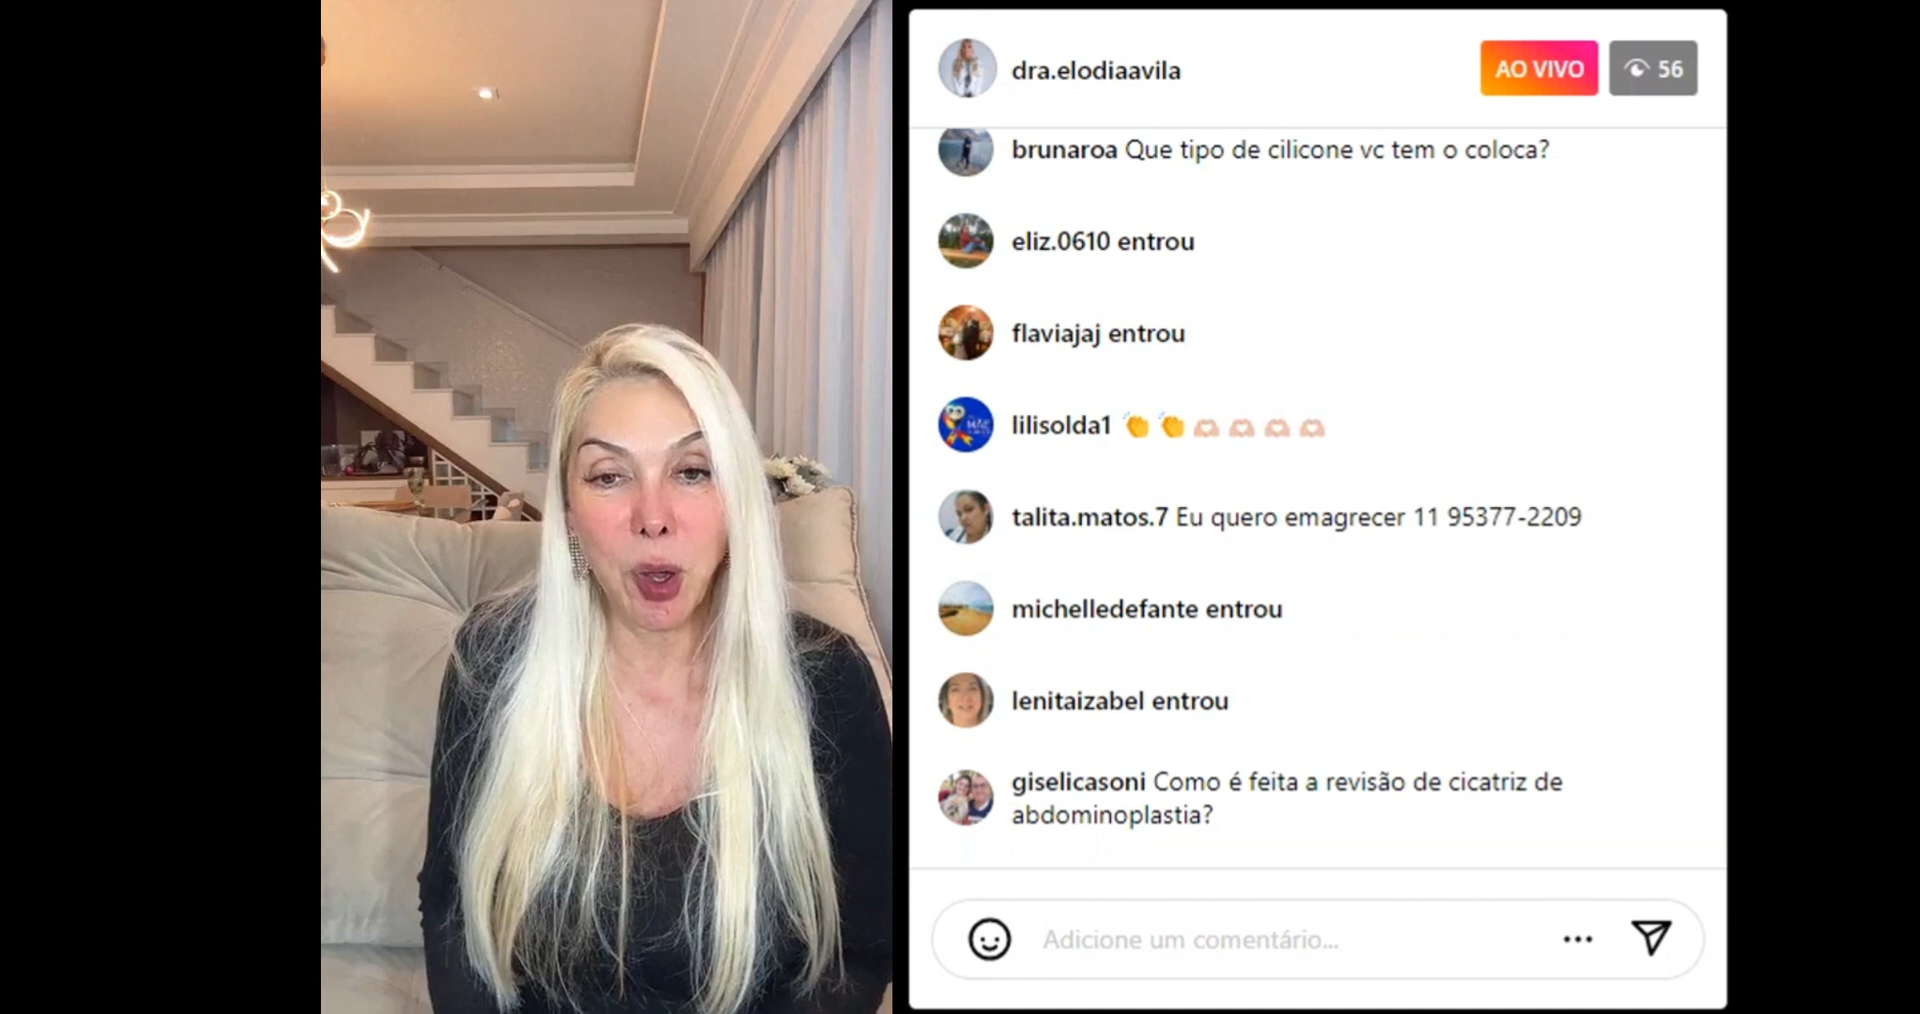 dra.elodiaavila
AO VIVO
56
brunaroa Que tipo de cilicone vc tem o coloca?
eliz.0610 entrou
flaviajaj entrou
lilisolda1 👏👏🫶🏻🫶🏻🫶🏻🫶🏻
talita.matos.7 Eu quero emagrecer 11 95377-2209
michelledefante entrou
lenitaizabel entrou
giselicasoni Como é feita a revisão de cicatriz de
abdominoplastia?
Adicione um comentário...